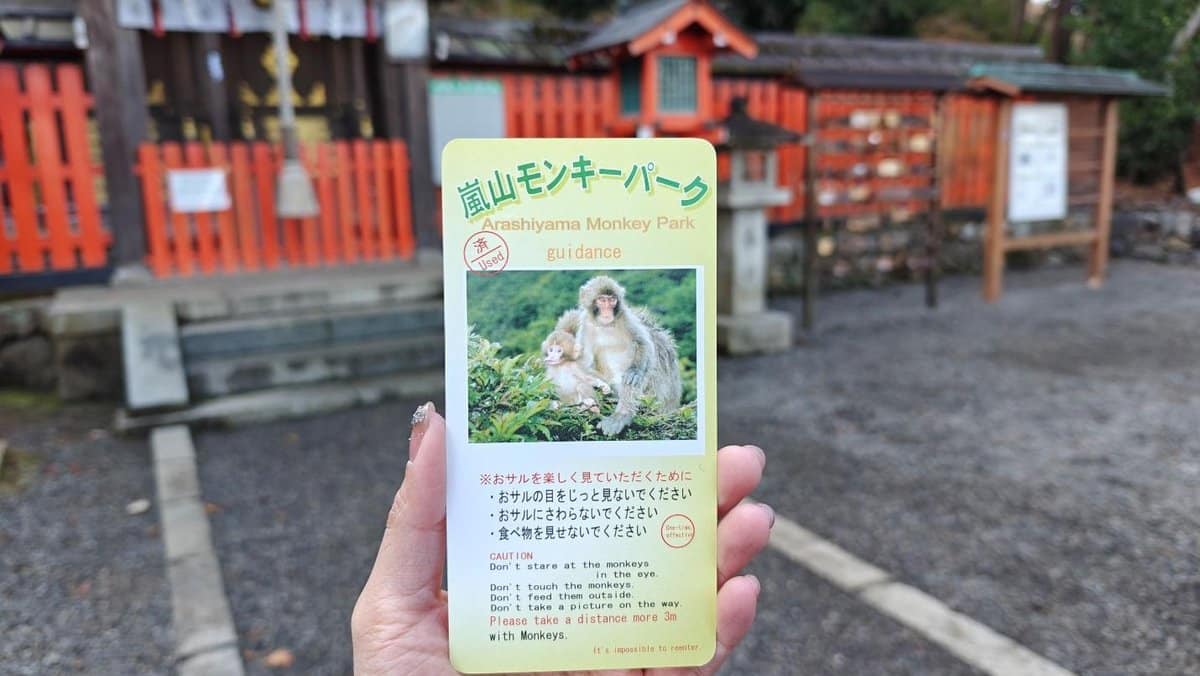 嵐山モンキーパーク
Arashiyama Monkey Park
済
Used
guidance
※おサルを楽しく見ていただくために
・おサルの目をじっと見ないでください
・おサルにさわらないでください
・食べ物を見せないでください
One-time
effective
CAUTION
Don't stare at the monkeys
in the eye.
Don't touch the monkeys.
Don't feed them outside.
Don't take a picture on the way.
Please take a distance more 3m
with Monkeys.
It's impossible to reenter.